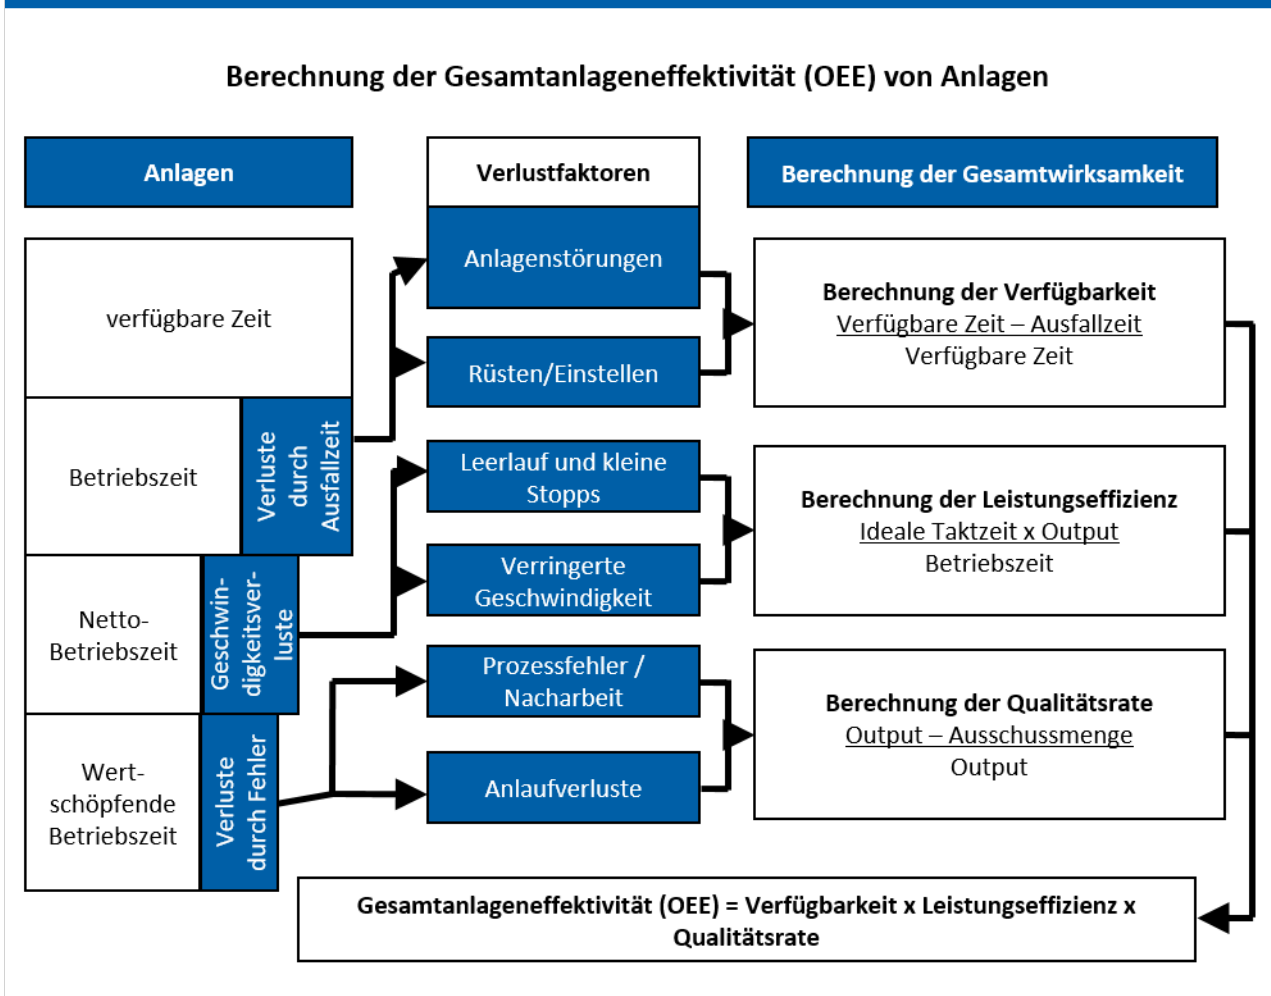 Berechnung der Gesamtanlageneffektivität (OEE) von Anlagen
Anlagen
verfügbare Zeit
Betriebszeit
Verluste
durch
Ausfallzeit
Netto-
Betriebszeit
Geschwin-
digkeitsver-
luste
Wert-
schöpfende
Betriebszeit
Verluste
durch Fehler
Verlustfaktoren
Anlagenstörungen
Rüsten/Einstellen
Leerlauf und kleine
Stopps
Verringerte
Geschwindigkeit
Prozessfehler /
Nacharbeit
Anlaufverluste
Berechnung der Gesamtwirksamkeit
Berechnung der Verfügbarkeit
Verfügbare Zeit – Ausfallzeit
Verfügbare Zeit
Berechnung der Leistungseffizienz
Ideale Taktzeit x Output
Betriebszeit
Berechnung der Qualitätsrate
Output – Ausschussmenge
Output
Gesamtanlageneffektivität (OEE) = Verfügbarkeit x Leistungseffizienz x
Qualitätsrate